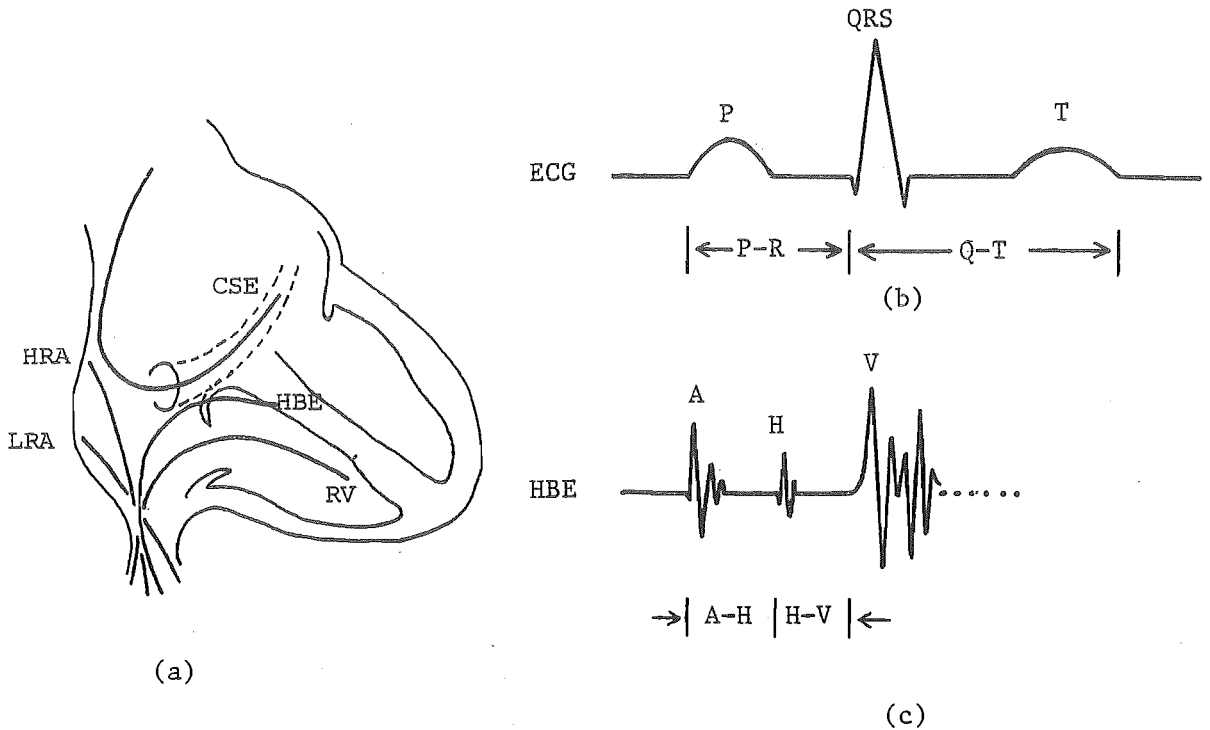 CSE
HRA
HBE
LRA
RV
(a)
QRS
P
T
ECG
P-R
Q-T
(b)
V
A
H
HBE
A-H
H-V
(c)